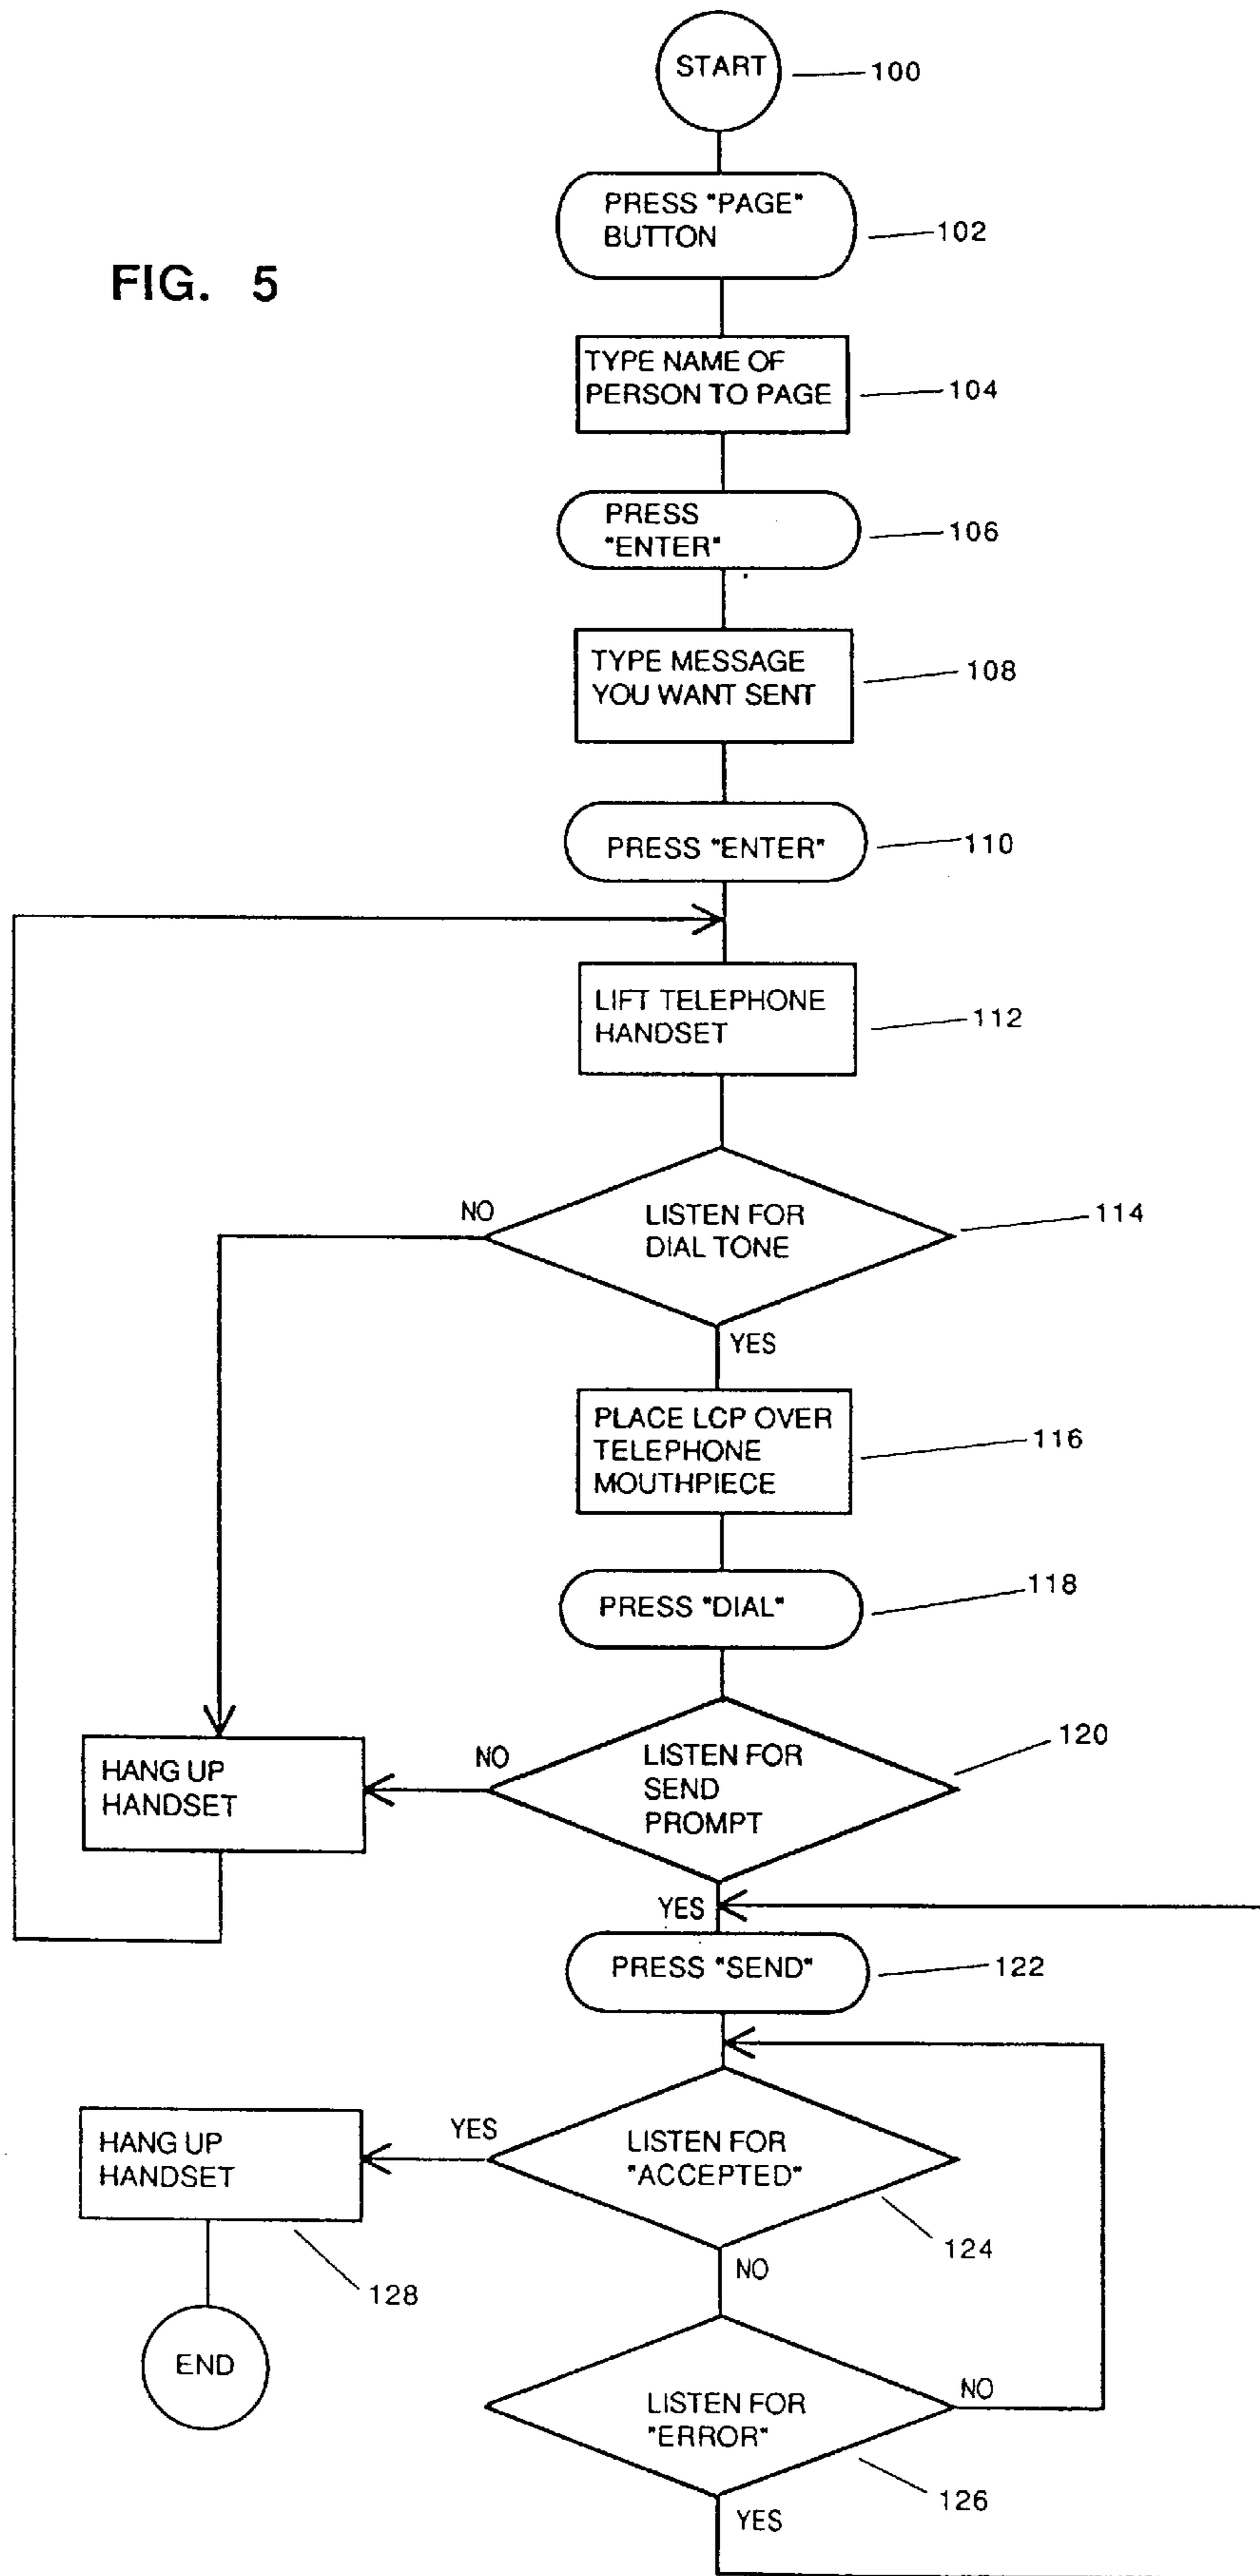 START
100
PRESS "PAGE"
BUTTON
102
FIG. 5
TYPE NAME OF
PERSON TO PAGE
104
PRESS
"ENTER"
106
TYPE MESSAGE
YOU WANT SENT
108
PRESS "ENTER"
110
LIFT TELEPHONE
HANDSET
112
NO
LISTEN FOR
DIAL TONE
114
YES
PLACE LCP OVER
TELEPHONE
MOUTHPIECE
116
PRESS "DIAL"
118
HANG UP
HANDSET
NO
LISTEN FOR
SEND
PROMPT
120
YES
PRESS "SEND"
122
HANG UP
HANDSET
128
YES
LISTEN FOR
"ACCEPTED"
124
NO
END
LISTEN FOR
"ERROR"
NO
126
YES